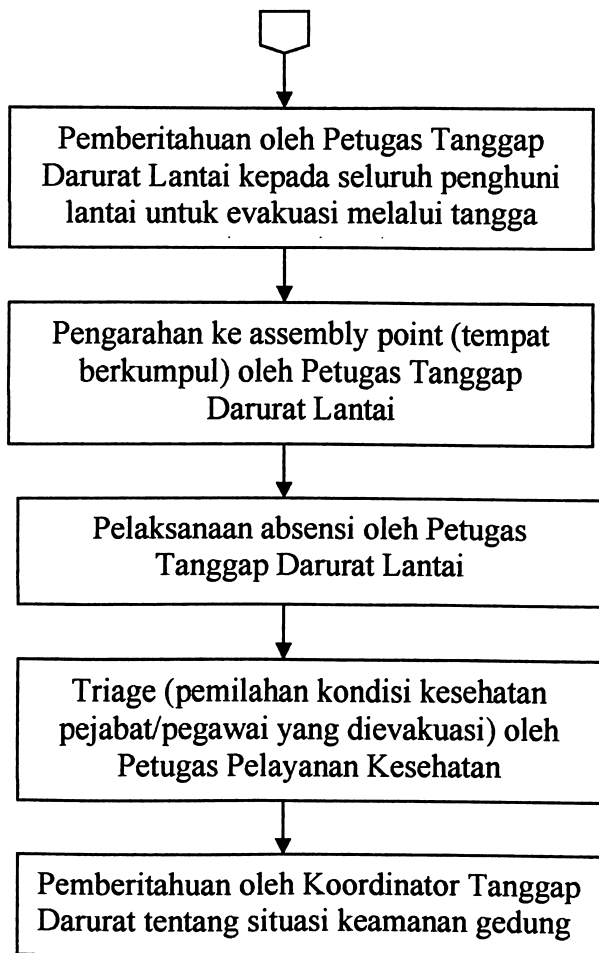 Pemberitahuan oleh Petugas Tanggap
Darurat Lantai kepada seluruh penghuni
lantai untuk evakuasi melalui tangga
Pengarahan ke assembly point (tempat
berkumpul) oleh Petugas Tanggap
Darurat Lantai
Pelaksanaan absensi oleh Petugas
Tanggap Darurat Lantai
Triage (pemilahan kondisi kesehatan
pejabat/pegawai yang dievakuasi) oleh
Petugas Pelayanan Kesehatan
Pemberitahuan oleh Koordinator Tanggap
Darurat tentang situasi keamanan gedung